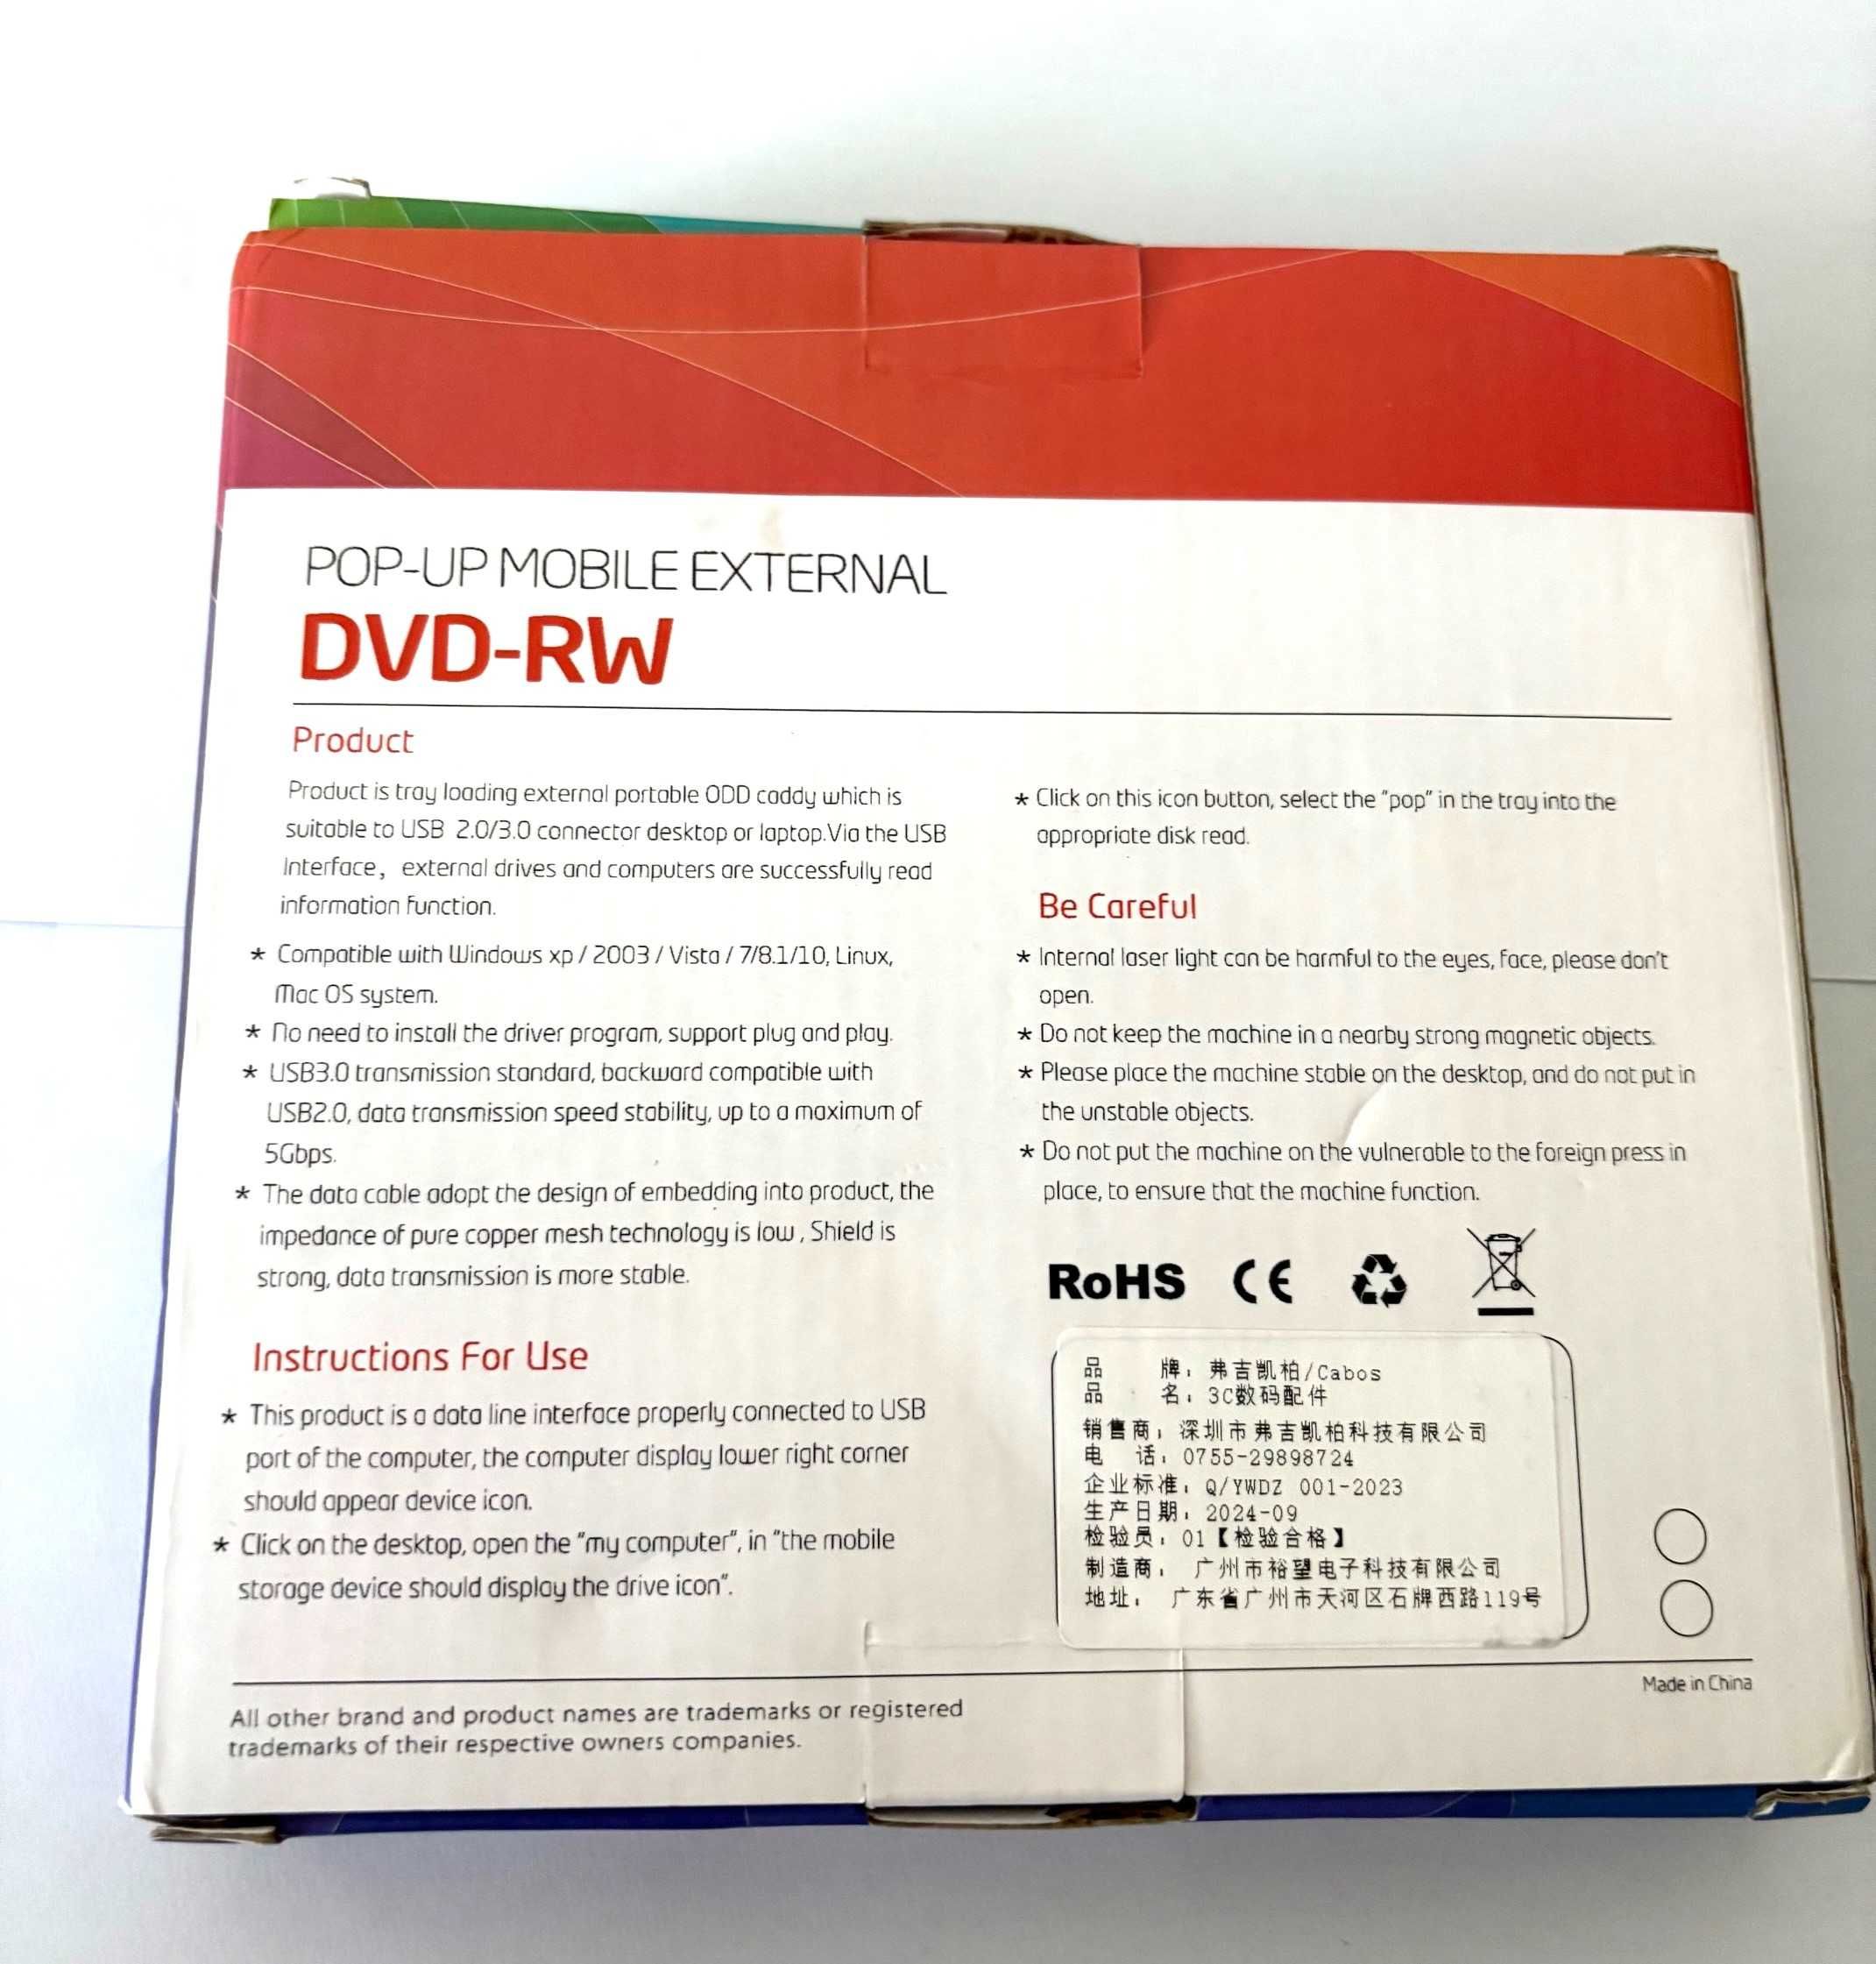 POP-UP MOBILE EXTERNAL
DVD-RW
Product
Product is tray loading external portable ODD caddy which is
suitable to USB 2.0/3.0 connector desktop or laptop.Via the USB
Interface, external drives and computers are successfully read
information function.
* Compatible with Windows xp / 2003 / Vista / 7/8.1/10, Linux,
Mac OS system.
* No need to install the driver program, support plug and play.
* USB3.0 transmission standard, backward compatible with
USB2.0, data transmission speed stability, up to a maximum of
5Gbps.
* The data cable adopt the design of embedding into product, the
impedance of pure copper mesh technology is low , Shield is
strong, data transmission is more stable.
Instructions For Use
* This product is a data line interface properly connected to USB
port of the computer, the computer display lower right corner
should appear device icon.
* Click on the desktop, open the "my computer", in "the mobile
storage device should display the drive icon".
* Click on this icon button, select the "pop" in the tray into the
appropriate disk read.
Be Careful
* Internal laser light can be harmful to the eyes, face, please don't
open.
* Do not keep the machine in a nearby strong magnetic objects.
* Please place the machine stable on the desktop, and do not put in
the unstable objects.
* Do not put the machine on the vulnerable to the foreign press in
place, to ensure that the machine function.
RoHS CE
品 牌：弗吉凯柏/Cabos
品 名：3C数码配件
销售商：深圳市弗吉凯柏科技有限公司
电 话：0755-29898724
企业标准：Q/YWDZ 001-2023
生产日期：2024-09
检验员：01【检验合格】
制造商： 广州市裕望电子科技有限公司
地址： 广东省广州市天河区石牌西路119号
Made in China
All other brand and product names are trademarks or registered
trademarks of their respective owners companies.